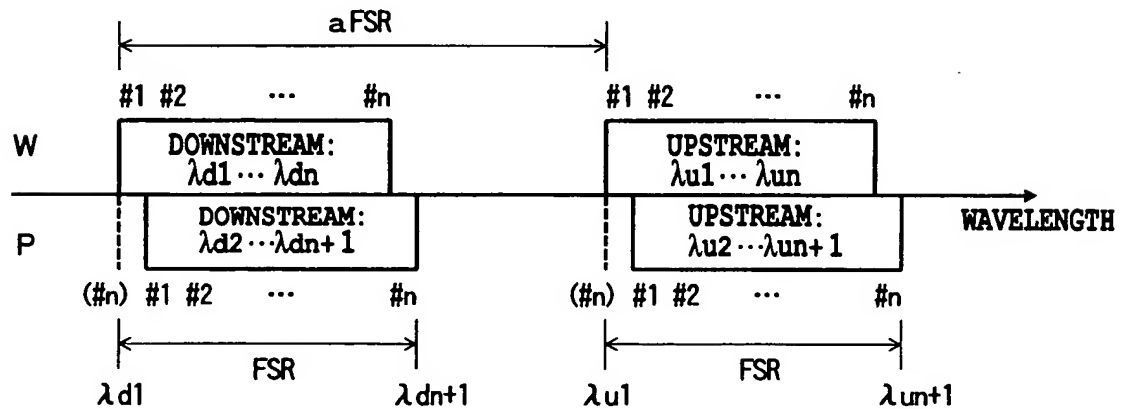 aFSR
#1 #2 ⋯ #n #1 #2 ⋯ #n
W DOWNSTREAM: UPSTREAM:
λd1⋯λdn λu1⋯λun
WAVELENGTH
P DOWNSTREAM: UPSTREAM:
λd2⋯λdn+1 λu2⋯λun+1
(#n) #1 #2 ⋯ #n (#n) #1 #2 ⋯ #n
FSR FSR
λd1 λdn+1 λu1 λun+1